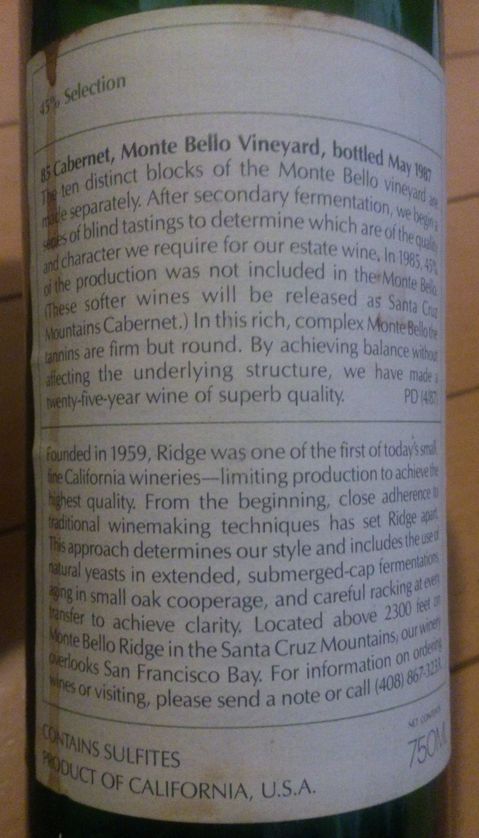 45% Selection
85 Cabernet, Monte Bello Vineyard, bottled May 1987
The ten distinct blocks of the Monte Bello vineyard are
made separately. After secondary fermentation, we begin a
series of blind tastings to determine which are of the quality
and character we require for our estate wine. In 1985, 45%
of the production was not included in the Monte Bello.
(These softer wines will be released as Santa Cruz
Mountains Cabernet.) In this rich, complex Monte Bello the
tannins are firm but round. By achieving balance without
affecting the underlying structure, we have made a
twenty-five-year wine of superb quality. PD (4/87)
Founded in 1959, Ridge was one of the first of today's small,
fine California wineries—limiting production to achieve the
highest quality. From the beginning, close adherence to
traditional winemaking techniques has set Ridge apart.
This approach determines our style and includes the use of
natural yeasts in extended, submerged-cap fermentations,
aging in small oak cooperage, and careful racking at every
transfer to achieve clarity. Located above 2300 feet on
Monte Bello Ridge in the Santa Cruz Mountains, our winery
overlooks San Francisco Bay. For information on ordering
wines or visiting, please send a note or call (408) 867-3233.
NET CONTENTS
CONTAINS SULFITES 750ML
PRODUCT OF CALIFORNIA, U.S.A.